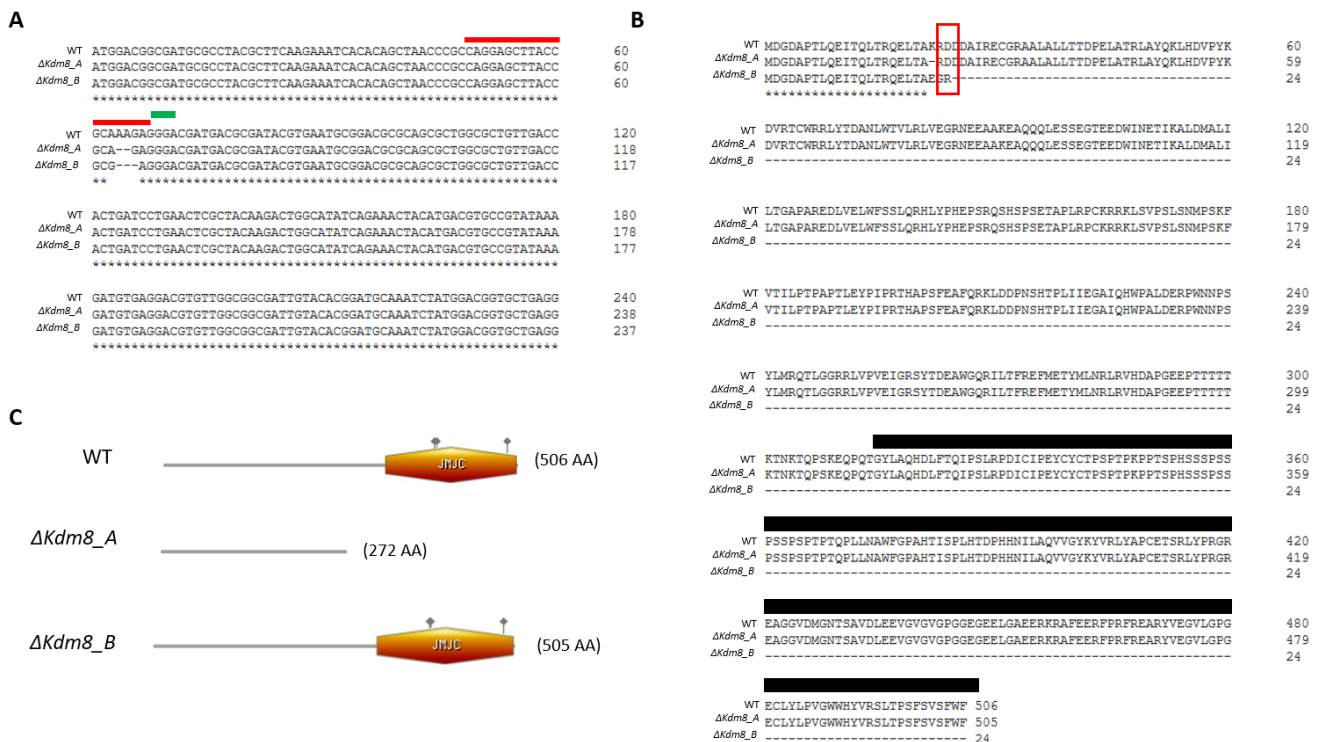 A
WT ATGGACGGCGATGCGCCTACGCTTCAAGAAATCACACAGCTAACCCGCCAGGAGCTTACC 60
ΔKdm8_A ATGGACGGCGATGCGCCTACGCTTCAAGAAATCACACAGCTAACCCGCCAGGAGCTTACC 60
ΔKdm8_B ATGGACGGCGATGCGCCTACGCTTCAAGAAATCACACAGCTAACCCGCCAGGAGCTTACC 60
************************************************************
WT GCAAAGAGGGACGATGACGCGATACGTGAATGCGGACGCGCAGCGCTGGCGCTGTTGACC 120
ΔKdm8_A GCA--GAGGGACGATGACGCGATACGTGAATGCGGACGCGCAGCGCTGGCGCTGTTGACC 118
ΔKdm8_B GCG---AGGGACGATGACGCGATACGTGAATGCGGACGCGCAGCGCTGGCGCTGTTGACC 117
**    ******************************************************
WT ACTGATCCTGAACTCGCTACAAGACTGGCATATCAGAAACTACATGACGTGCCGTATAAA 180
ΔKdm8_A ACTGATCCTGAACTCGCTACAAGACTGGCATATCAGAAACTACATGACGTGCCGTATAAA 178
ΔKdm8_B ACTGATCCTGAACTCGCTACAAGACTGGCATATCAGAAACTACATGACGTGCCGTATAAA 177
************************************************************
WT GATGTGAGGACGTGTTGGCGGCGATTGTACACGGATGCAAATCTATGGACGGTGCTGAGG 240
ΔKdm8_A GATGTGAGGACGTGTTGGCGGCGATTGTACACGGATGCAAATCTATGGACGGTGCTGAGG 238
ΔKdm8_B GATGTGAGGACGTGTTGGCGGCGATTGTACACGGATGCAAATCTATGGACGGTGCTGAGG 237
************************************************************
B
WT MDGDAPTLQEITQLTRQELTAKRDDDAIRECGRAALALLTTDPELATRLAYQKLHDVPYK 60
ΔKdm8_A MDGDAPTLQEITQLTRQELTA-RDDDAIRECGRAALALLTTDPELATRLAYQKLHDVPYK 59
ΔKdm8_B MDGDAPTLQEITQLTRQELTAEGR------------------------------------ 24
*********************
WT DVRTCWRRLYTDANLWTVLRLVEGRNEEAAKEAQQQLESSEGTEEDWINETIKALDMALI 120
ΔKdm8_A DVRTCWRRLYTDANLWTVLRLVEGRNEEAAKEAQQQLESSEGTEEDWINETIKALDMALI 119
ΔKdm8_B ------------------------------------------------------------ 24
WT LTGAPAREDLVELWFSSLQRHLYPHEPSRQSHSPSETAPLRPCKRRKLSVPSLSNMPSKF 180
ΔKdm8_A LTGAPAREDLVELWFSSLQRHLYPHEPSRQSHSPSETAPLRPCKRRKLSVPSLSNMPSKF 179
ΔKdm8_B ------------------------------------------------------------ 24
WT VTILPTPAPTLEYPIPRTHAPSFEAFQRKLDDPNSHTPLIIEGAIQHWPALDERPWNNPS 240
ΔKdm8_A VTILPTPAPTLEYPIPRTHAPSFEAFQRKLDDPNSHTPLIIEGAIQHWPALDERPWNNPS 239
ΔKdm8_B ------------------------------------------------------------ 24
WT YLMRQTLGGRRLVPVEIGRSYTDEAWGQRILTFREFMETYMLNRLRVHDAPGEEPTTTTT 300
ΔKdm8_A YLMRQTLGGRRLVPVEIGRSYTDEAWGQRILTFREFMETYMLNRLRVHDAPGEEPTTTTT 299
ΔKdm8_B ------------------------------------------------------------ 24
WT KTNKTQPSKEQPQTGYLAQHDLFTQIPSLRPDICIPEYCYCTPSPTPKPPTSPHSSSPSS 360
ΔKdm8_A KTNKTQPSKEQPQTGYLAQHDLFTQIPSLRPDICIPEYCYCTPSPTPKPPTSPHSSSPSS 359
ΔKdm8_B ------------------------------------------------------------ 24
WT PSSPSPTPTQPLLNAWFGPAHTISPLHTDPHHNILAQVVGYKYVRLYAPCETSRLYPRGR 420
ΔKdm8_A PSSPSPTPTQPLLNAWFGPAHTISPLHTDPHHNILAQVVGYKYVRLYAPCETSRLYPRGR 419
ΔKdm8_B ------------------------------------------------------------ 24
WT EAGGVDMGNTSAVDLEEVGVGVGPGGEGEELGAEERKRAFEERFPRFREARYVEGVLGPG 480
ΔKdm8_A EAGGVDMGNTSAVDLEEVGVGVGPGGEGEELGAEERKRAFEERFPRFREARYVEGVLGPG 479
ΔKdm8_B ------------------------------------------------------------ 24
WT ECLYLPVGWWHYVRSLTPSFSVSFWF 506
ΔKdm8_A ECLYLPVGWWHYVRSLTPSFSVSFWF 505
ΔKdm8_B -------------------------- 24
C
WT JMJC (506 AA)
ΔKdm8_A (272 AA)
ΔKdm8_B JMJC (505 AA)